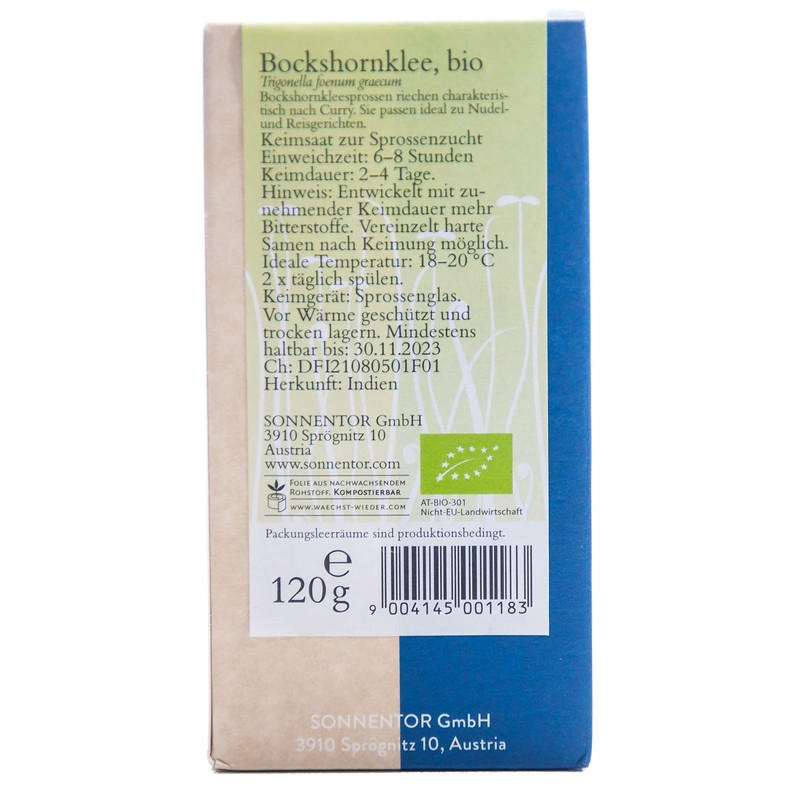 Bockshornklee, bio
Trigonella foenum graecum
Bockshornkleesprossen riechen charakteris-
tisch nach Curry. Sie passen ideal zu Nudel-
und Reisgerichten.
Keimsaat zur Sprossenzucht
Einweichzeit: 6–8 Stunden
Keimdauer: 2–4 Tage.
Hinweis: Entwickelt mit zu-
nehmender Keimdauer mehr
Bitterstoffe. Vereinzelt harte
Samen nach Keimung möglich.
Ideale Temperatur: 18–20 °C
2 x täglich spülen.
Keimgerät: Sprossenglas.
Vor Wärme geschützt und
trocken lagern. Mindestens
haltbar bis: 30.11.2023
Ch: DFI21080501F01
Herkunft: Indien
SONNENTOR GmbH
3910 Sprögnitz 10
Austria
www.sonnentor.com
Folie aus nachwachsendem
Rohstoff. Kompostierbar
www.waechst-wieder.com
AT-BIO-301
Nicht-EU-Landwirtschaft
Packungsleerräume sind produktionsbedingt.
120 g e
9 004145 001183
SONNENTOR GmbH
3910 Sprögnitz 10, Austria